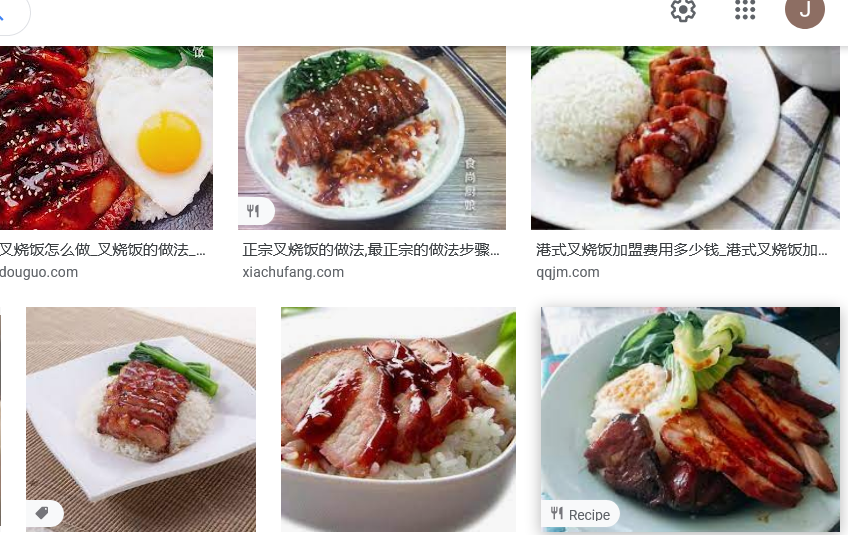 J
饭
食尚厨娘
叉烧饭怎么做_叉烧饭的做法_...
douguo.com
正宗叉烧饭的做法,最正宗的做法步骤...
xiachufang.com
港式叉烧饭加盟费用多少钱_港式叉烧饭加...
qqjm.com
Recipe